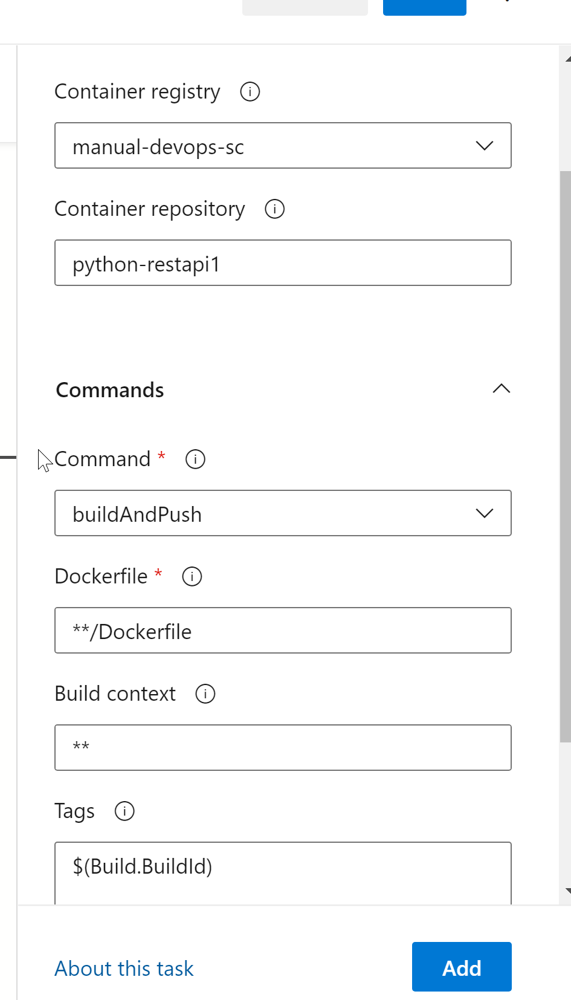 Container registry
manual-devops-sc
Container repository
python-restapi1
Commands
Command *
buildAndPush
Dockerfile *
**/Dockerfile
Build context
**
Tags
$(Build.BuildId)
About this task
Add